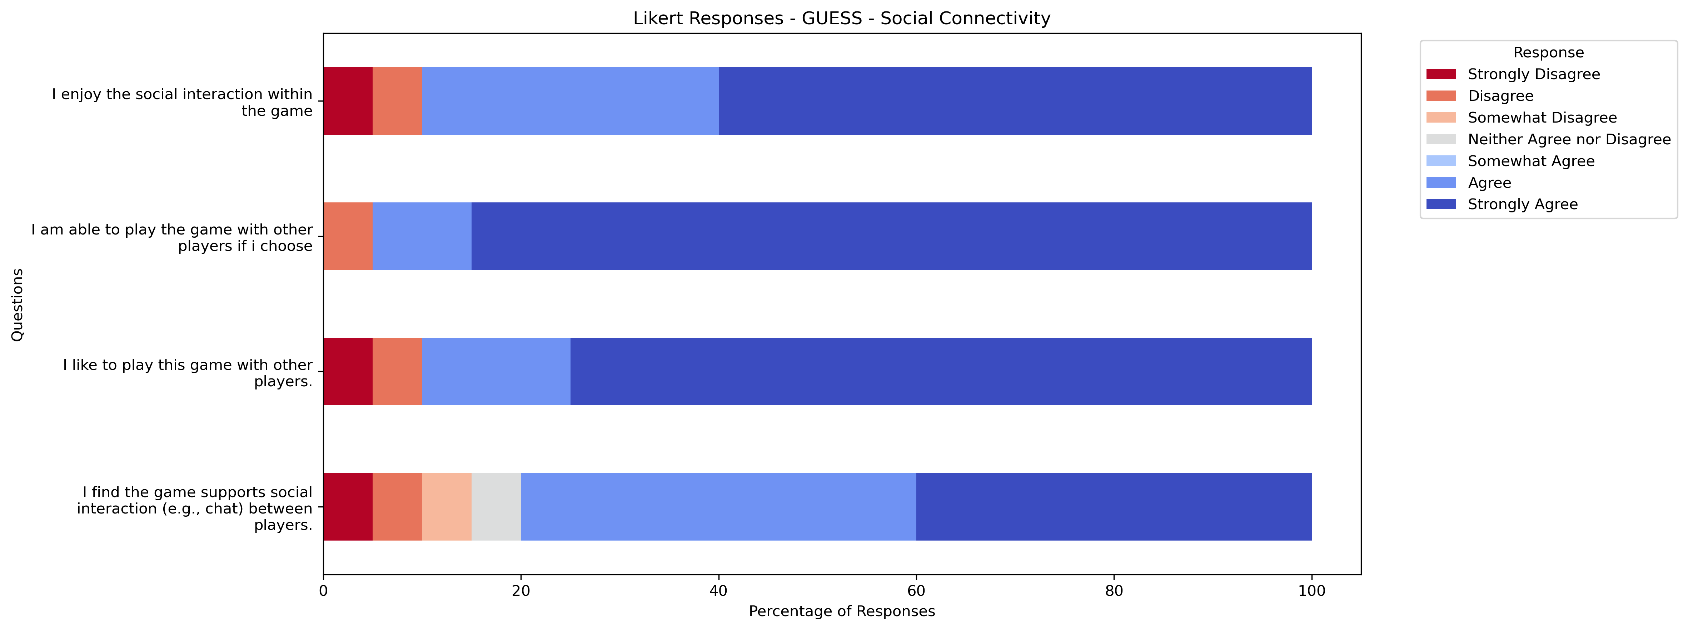 Likert Responses - GUESS - Social Connectivity
Questions
I enjoy the social interaction within
the game
I am able to play the game with other
players if i choose
I like to play this game with other
players.
I find the game supports social
interaction (e.g., chat) between
players.
0 20 40 60 80 100
Percentage of Responses
Response
Strongly Disagree
Disagree
Somewhat Disagree
Neither Agree nor Disagree
Somewhat Agree
Agree
Strongly Agree